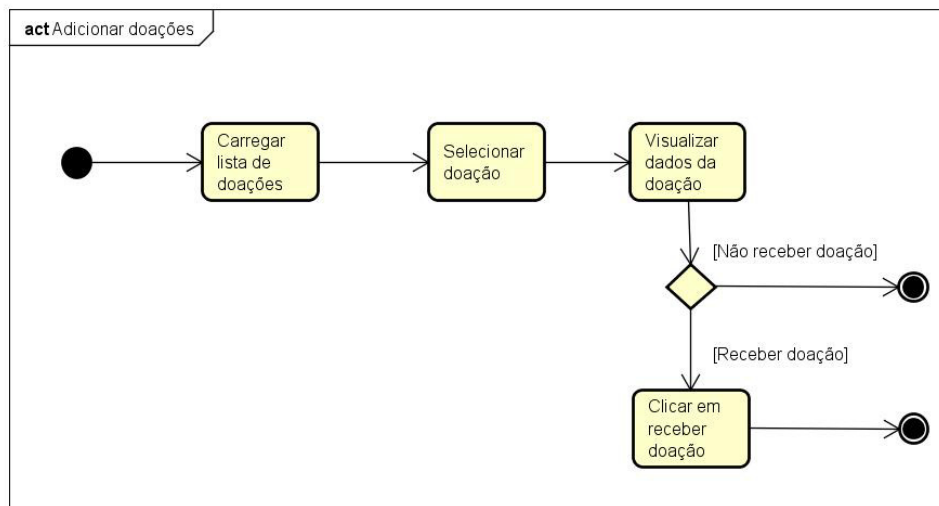 act Adicionar doações
Carregar
lista de
doações
Selecionar
doação
Visualizar
dados da
doação
[Não receber doação]
[Receber doação]
Clicar em
receber
doação